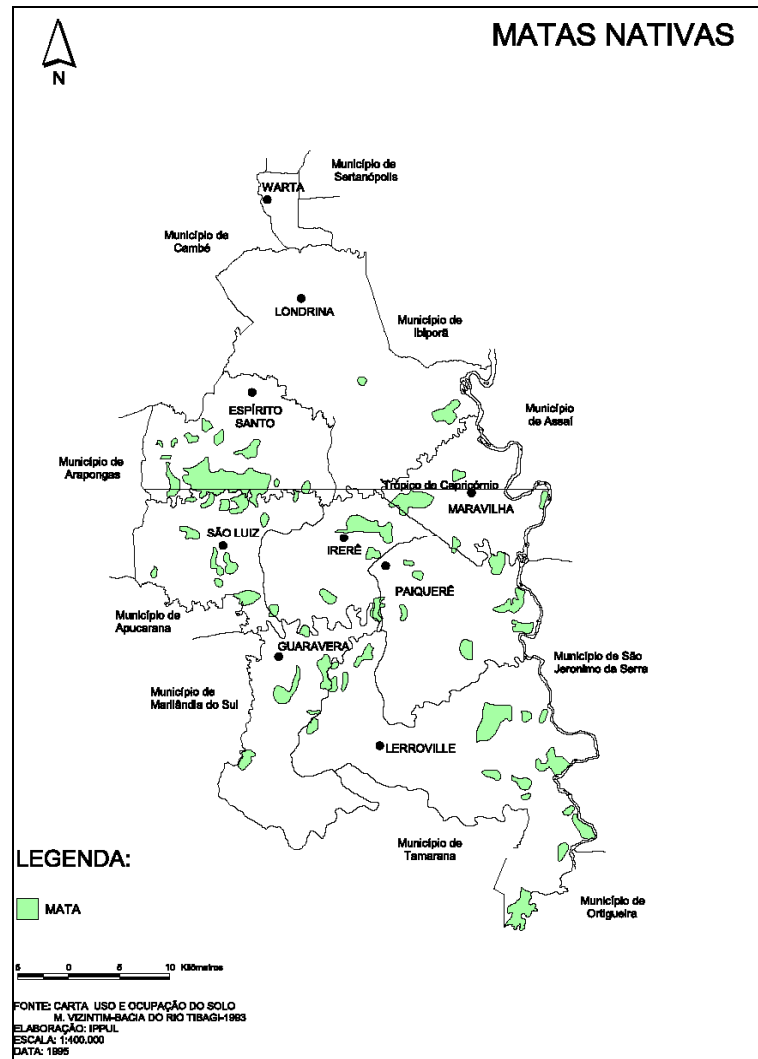 MATAS NATIVAS
N
Município de
Sertanópolis
WARTA
Município de
Cambé
LONDRINA
Município de
Ibiporã
ESPÍRITO
SANTO
Município
de Assaí
Município de
Arapongas
Trópico de Capricórnio
MARAVILHA
SÃO LUIZ
IRERÊ
PAIQUERÊ
Município de
Apucarana
GUARAVERA
Município de São
Jeronimo da Serra
Município de
Marilândia do Sul
LERROVILLE
Município de
Tamarana
LEGENDA:
MATA
Município de
Ortigueira
5 0 5 10 Kilômetros
FONTE: CARTA USO E OCUPAÇÃO DO SOLO
M. VIZINTIM-BACIA DO RIO TIBAGI-1993
ELABORAÇÃO: IPPUL
ESCALA: 1:400.000
DATA: 1995